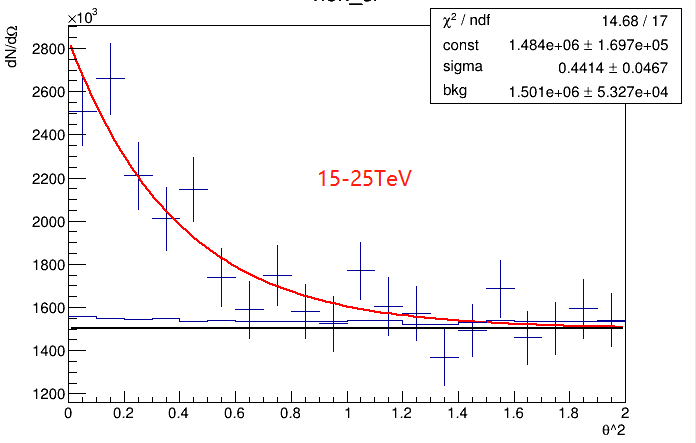 ×10³
dN/dΩ
χ² / ndf 14.68 / 17
const 1.484e+06 ± 1.697e+05
sigma 0.4414 ± 0.0467
bkg 1.501e+06 ± 5.327e+04
15-25TeV
2800
2600
2400
2200
2000
1800
1600
1400
1200
0 0.2 0.4 0.6 0.8 1 1.2 1.4 1.6 1.8 2
θ^2